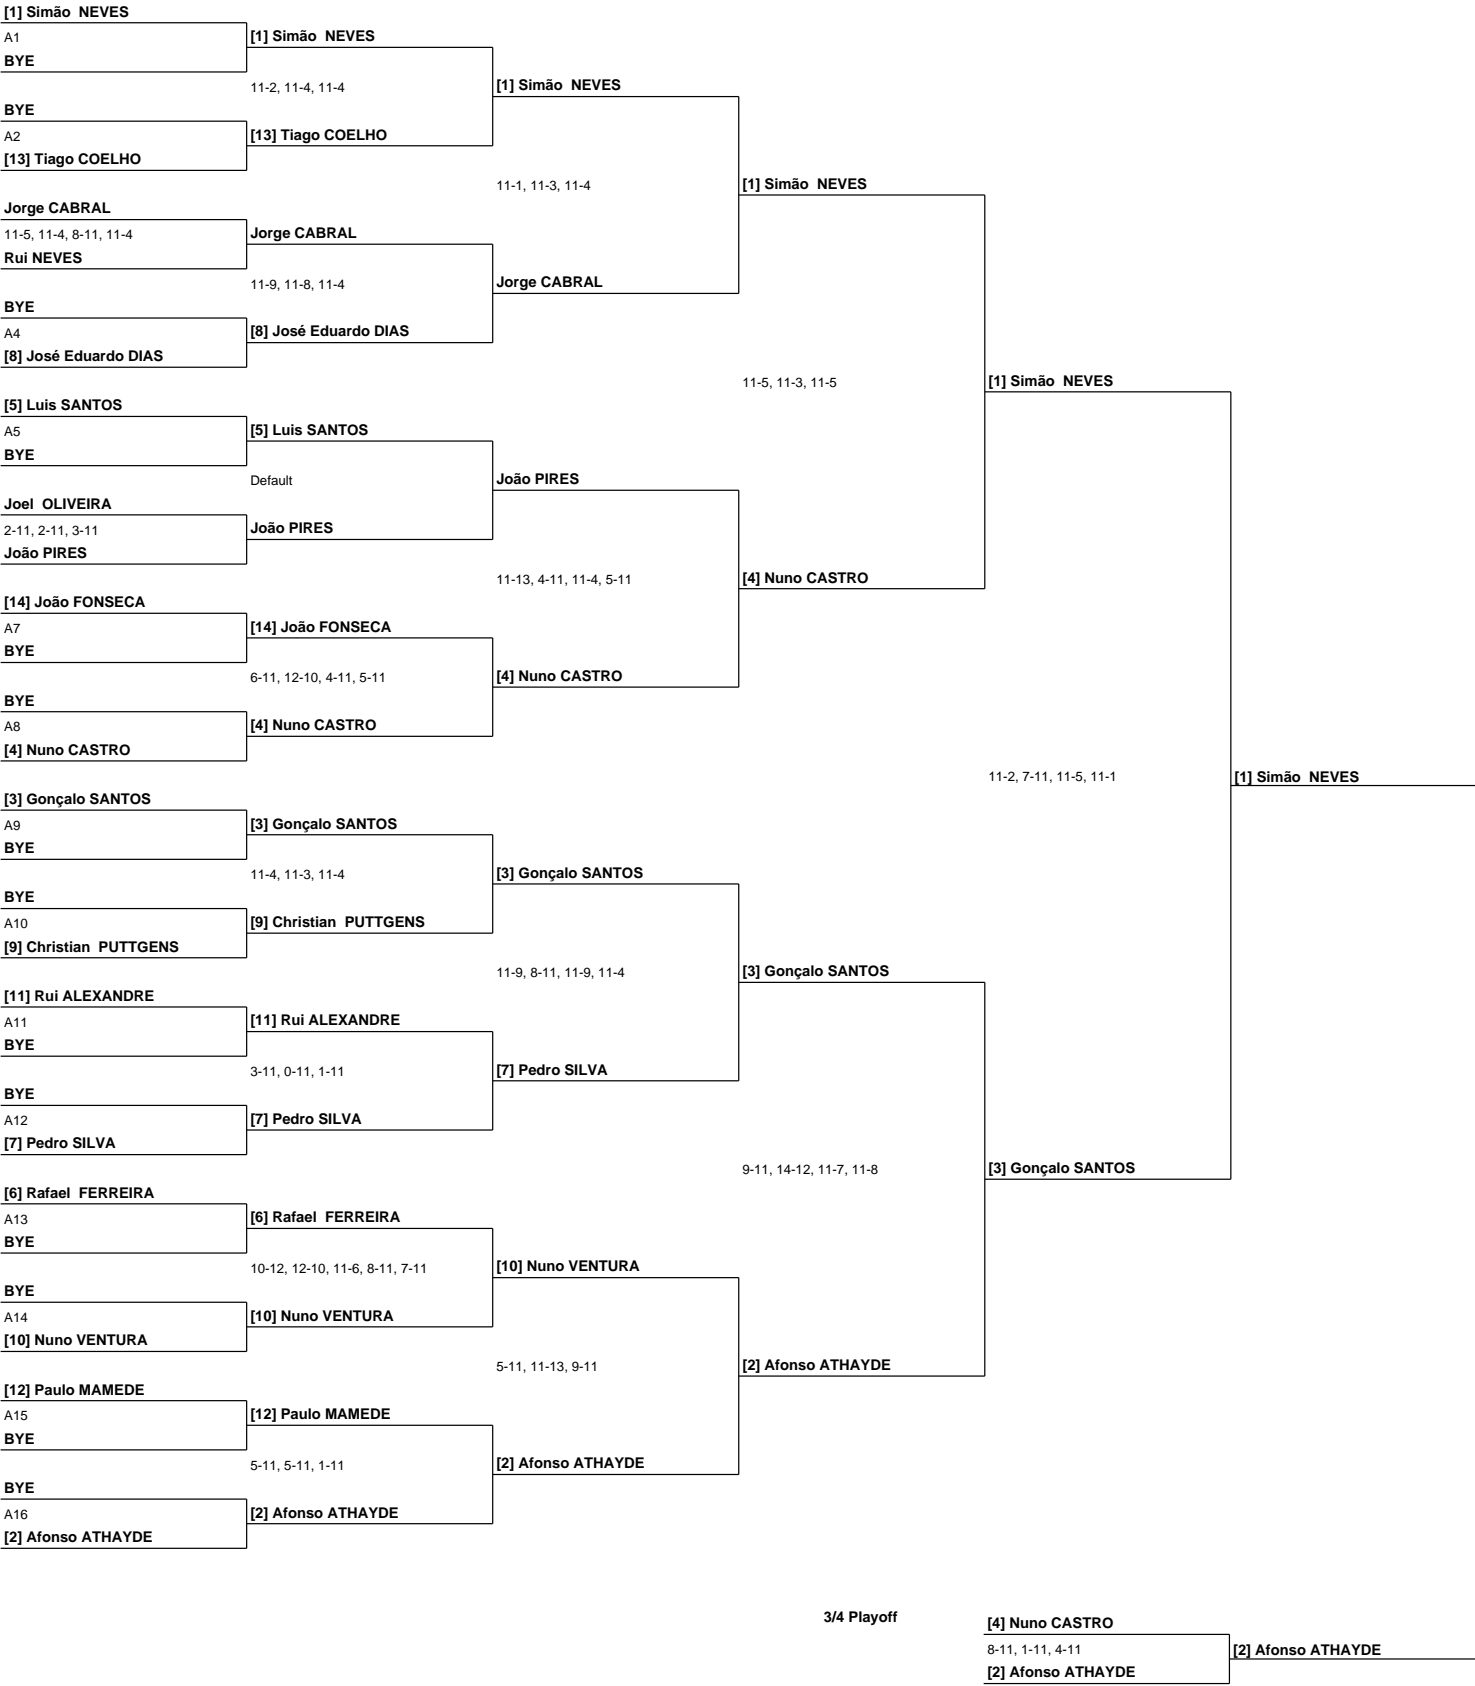 [1] Simão  NEVES
A1
BYE
BYE
A2
[13] Tiago COELHO
Jorge CABRAL
11-5, 11-4, 8-11, 11-4
Rui NEVES
BYE
A4
[8] José Eduardo DIAS
[5] Luis SANTOS
A5
BYE
Joel  OLIVEIRA
2-11, 2-11, 3-11
João PIRES
[14] João FONSECA
A7
BYE
BYE
A8
[4] Nuno CASTRO
[3] Gonçalo SANTOS
A9
BYE
BYE
A10
[9] Christian  PUTTGENS
[11] Rui ALEXANDRE
A11
BYE
BYE
A12
[7] Pedro SILVA
[6] Rafael  FERREIRA
A13
BYE
BYE
A14
[10] Nuno VENTURA
[12] Paulo MAMEDE
A15
BYE
BYE
A16
[2] Afonso ATHAYDE
[1] Simão  NEVES
11-2, 11-4, 11-4
[13] Tiago COELHO
Jorge CABRAL
11-9, 11-8, 11-4
[8] José Eduardo DIAS
[5] Luis SANTOS
Default
João PIRES
[14] João FONSECA
6-11, 12-10, 4-11, 5-11
[4] Nuno CASTRO
[3] Gonçalo SANTOS
11-4, 11-3, 11-4
[9] Christian  PUTTGENS
[11] Rui ALEXANDRE
3-11, 0-11, 1-11
[7] Pedro SILVA
[6] Rafael  FERREIRA
10-12, 12-10, 11-6, 8-11, 7-11
[10] Nuno VENTURA
[12] Paulo MAMEDE
5-11, 5-11, 1-11
[2] Afonso ATHAYDE
[1] Simão  NEVES
11-1, 11-3, 11-4
Jorge CABRAL
João PIRES
11-13, 4-11, 11-4, 5-11
[4] Nuno CASTRO
[3] Gonçalo SANTOS
11-9, 8-11, 11-9, 11-4
[7] Pedro SILVA
[10] Nuno VENTURA
5-11, 11-13, 9-11
[2] Afonso ATHAYDE
[1] Simão  NEVES
11-5, 11-3, 11-5
[4] Nuno CASTRO
[3] Gonçalo SANTOS
9-11, 14-12, 11-7, 11-8
[2] Afonso ATHAYDE
[1] Simão  NEVES
11-2, 7-11, 11-5, 11-1
[3] Gonçalo SANTOS
[1] Simão  NEVES
3/4 Playoff
[4] Nuno CASTRO
8-11, 1-11, 4-11
[2] Afonso ATHAYDE
[2] Afonso ATHAYDE